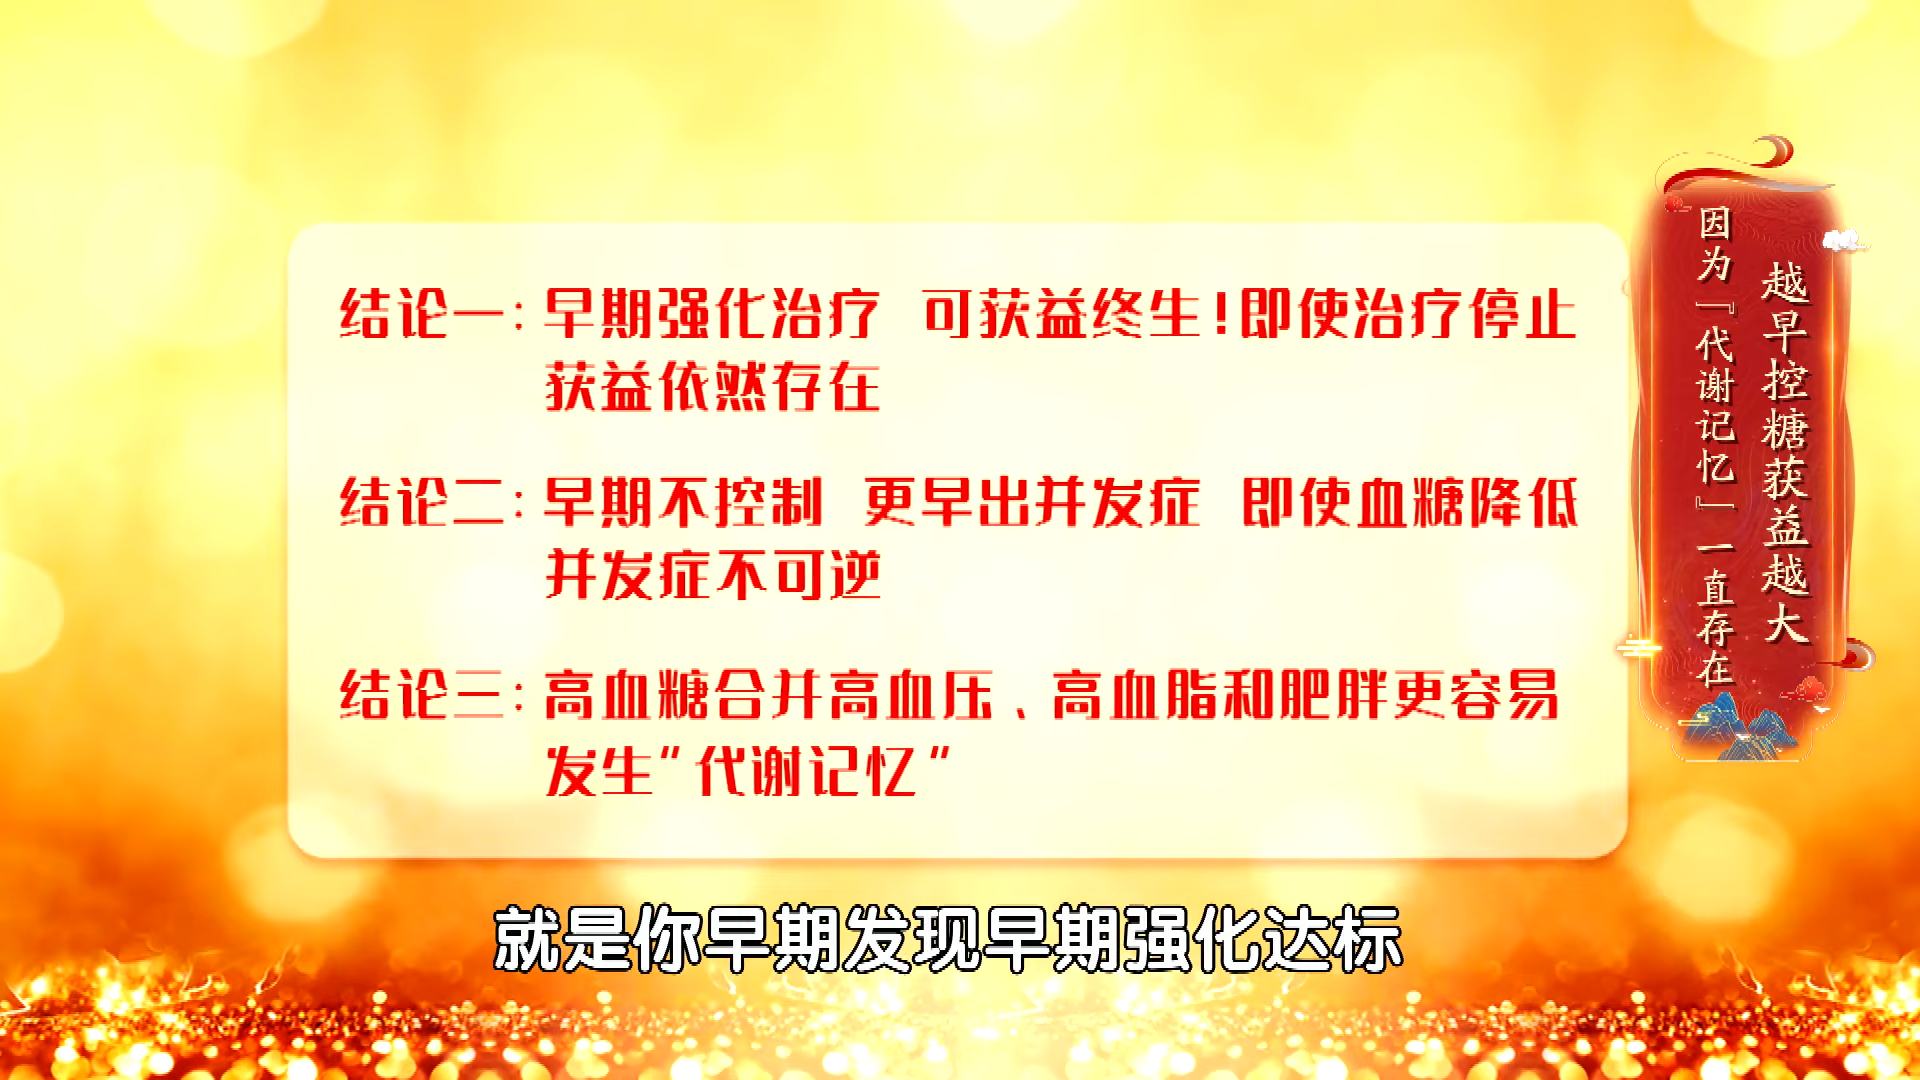 结论一:早期强化治疗 可获益终生!即使治疗停止
获益依然存在
结论二:早期不控制 更早出并发症 即使血糖降低
并发症不可逆
结论三:高血糖合并高血压、高血脂和肥胖更容易
发生"代谢记忆"
越早控糖获益越大
因为『代谢记忆』一直存在
就是你早期发现早期强化达标